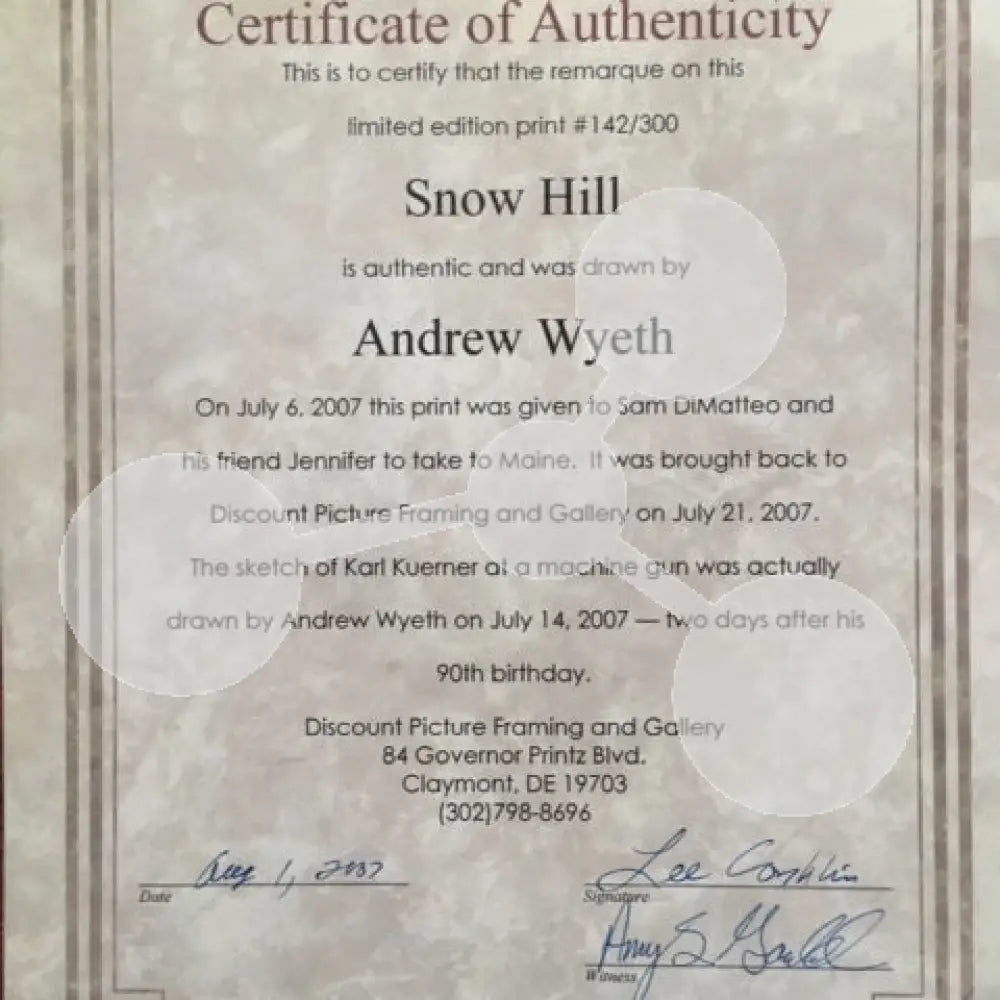 Certificate of Authenticity
This is to certify that the remarque on this
limited edition print #142/300
Snow Hill
is authentic and was drawn by
Andrew Wyeth
On July 6, 2007 this print was given to Sam DiMatteo and
his friend Jennifer to take to Maine. It was brought back to
Discount Picture Framing and Gallery on July 21, 2007.
The sketch of Karl Kuerner at a machine gun was actually
drawn by Andrew Wyeth on July 14, 2007 — two days after his
90th birthday.
Discount Picture Framing and Gallery
84 Governor Printz Blvd.
Claymont, DE 19703
(302)798-8696
Aug 1, 2007
Date
Lee
Signature
Amy S
Witness